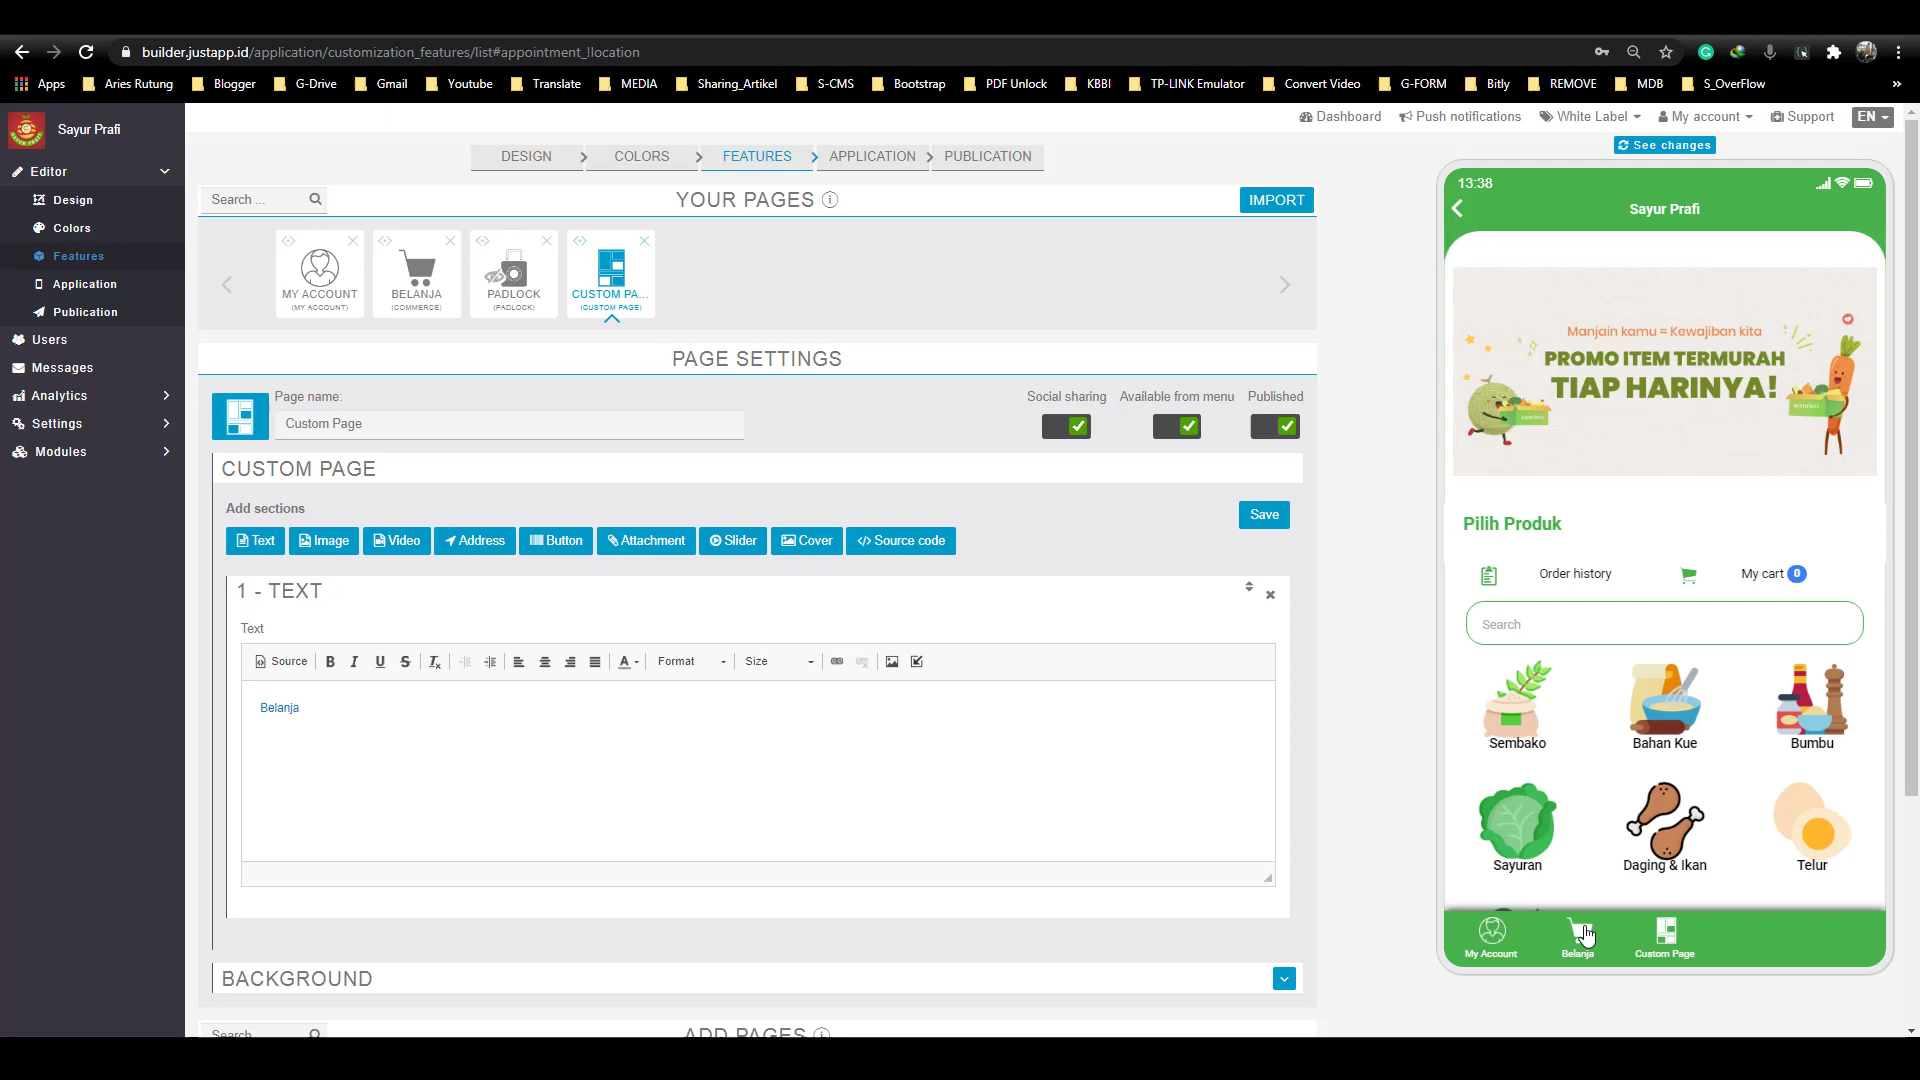 builder.justapp.id/application/customization_features/list#appointment_!location
Apps
Aries Rutung
Blogger
G-Drive
Gmail
Youtube
Translate
MEDIA
Sharing_Artikel
S-CMS
Bootstrap
PDF Unlock
KBBI
TP-LINK Emulator
Convert Video
G-FORM
Bitly
REMOVE
MDB
S_OverFlow
»
Sayur Prafi
Editor
Design
Colors
Features
Application
Publication
Users
Messages
Analytics
Settings
Modules
Dashboard
Push notifications
White Label
My account
Support
EN
DESIGN
COLORS
FEATURES
APPLICATION
PUBLICATION
Search ...
YOUR PAGES
IMPORT
MY ACCOUNT
(MY ACCOUNT)
BELANJA
(COMMERCE)
PADLOCK
(PADLOCK)
CUSTOM PA...
(CUSTOM PAGE)
PAGE SETTINGS
Page name:
Custom Page
Social sharing
Available from menu
Published
CUSTOM PAGE
Add sections
Save
Text
Image
Video
Address
Button
Attachment
Slider
Cover
Source code
1 - TEXT
Text
Source
B
I
U
S
Format
Size
Belanja
BACKGROUND
Search
ADD PAGES
See changes
13:38
Sayur Prafi
Manjain kamu = Kewajiban kita
PROMO ITEM TERMURAH
TIAP HARINYA!
Pilih Produk
Order history
My cart 0
Search
Sembako
Bahan Kue
Bumbu
Sayuran
Daging & Ikan
Telur
My Account
Belanja
Custom Page